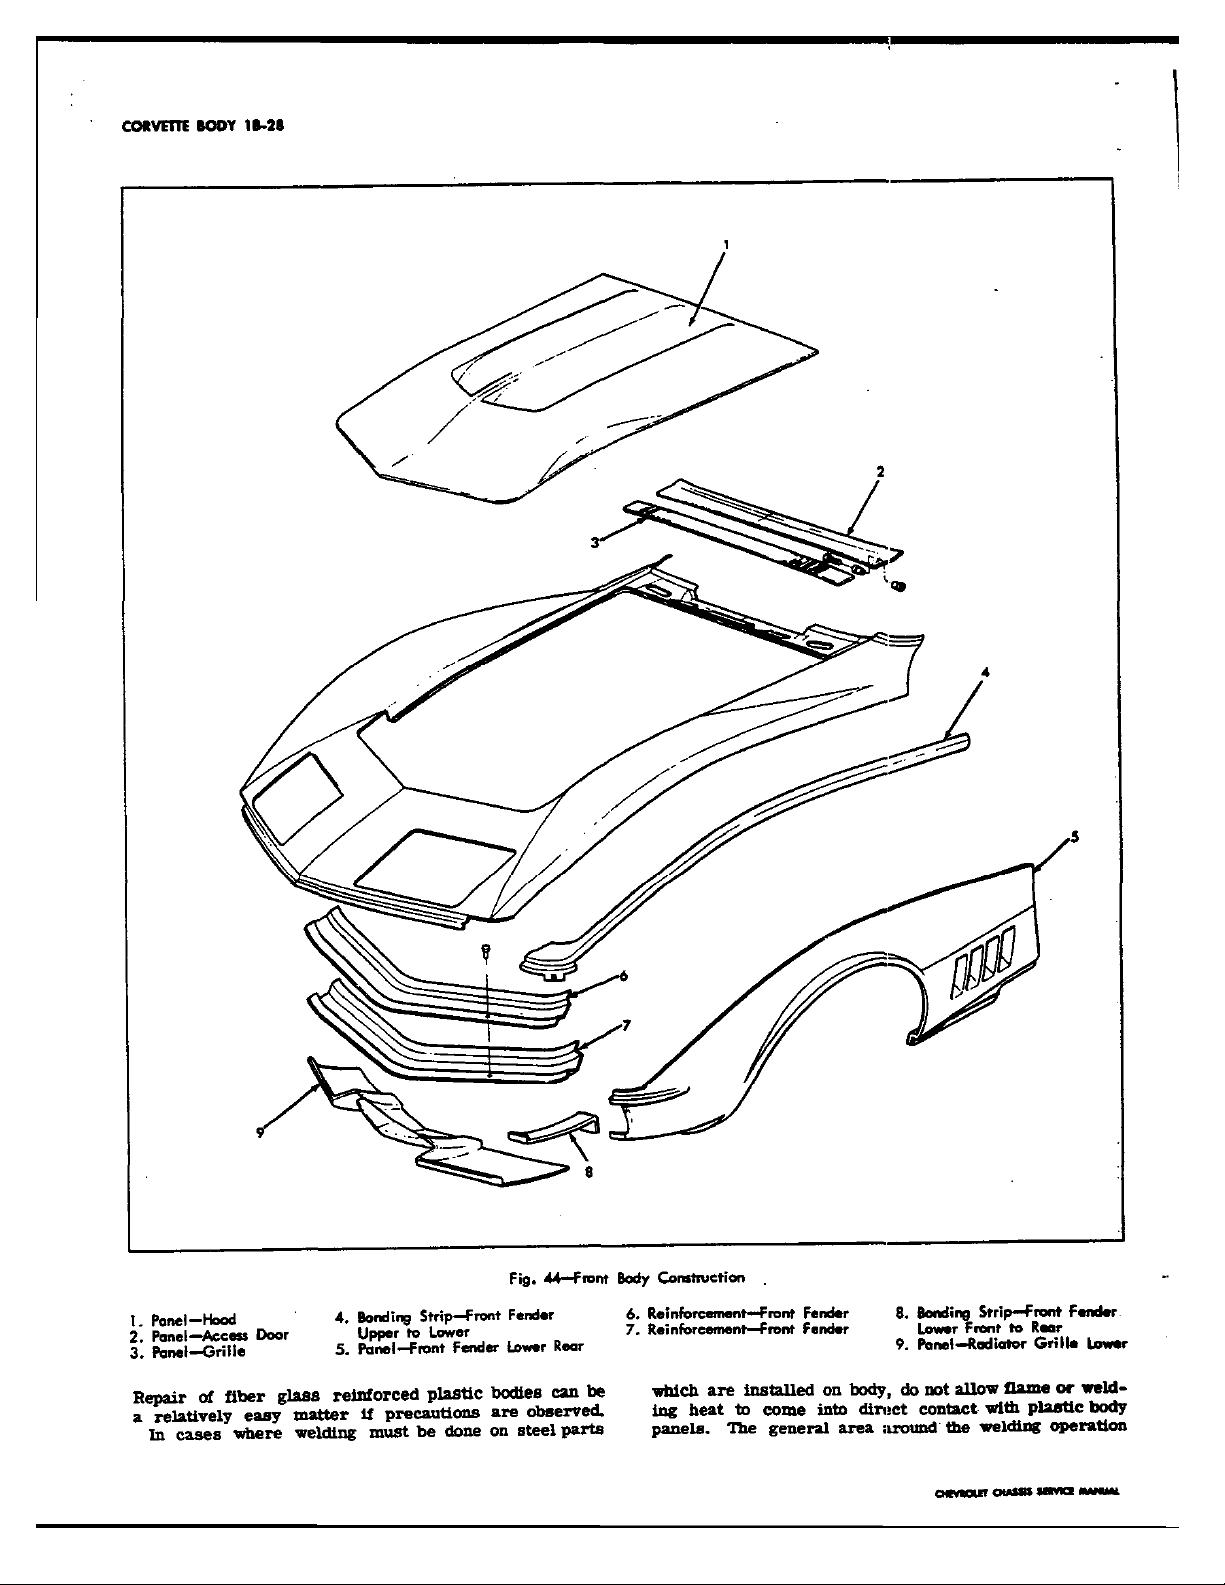 CORVETTE BODY 1B-28
1
2
3
4
5
6
7
8
9
Fig. 44—Front Body Construction
1. Panel—Hood
2. Panel—Access Door
3. Panel—Grille
4. Bonding Strip—Front Fender
Upper to Lower
5. Panel—Front Fender Lower Rear
6. Reinforcement—Front Fender
7. Reinforcement—Front Fender
8. Bonding Strip—Front Fender
Lower Front to Rear
9. Panel—Radiator Grille Lower
Repair of fiber glass reinforced plastic bodies can be
a relatively easy matter if precautions are observed.
In cases where welding must be done on steel parts
which are installed on body, do not allow flame or weld-
ing heat to come into direct contact with plastic body
panels. The general area around the welding operation
CHEVROLET CHASSIS SERVICE MANUAL